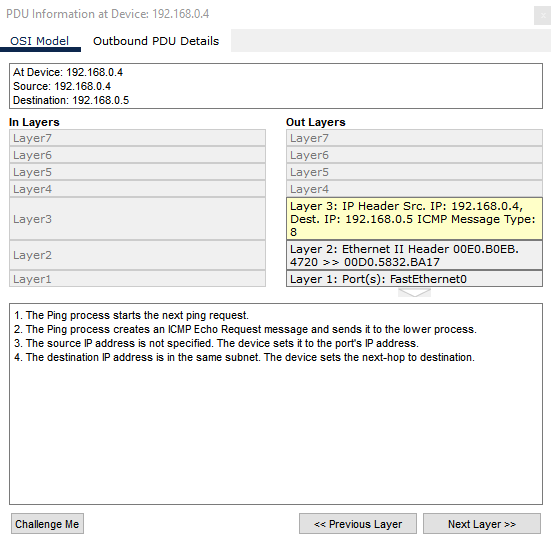 PDU Information at Device: 192.168.0.4
OSI Model
Outbound PDU Details
At Device: 192.168.0.4
Source: 192.168.0.4
Destination: 192.168.0.5
In Layers
Out Layers
Layer7
Layer7
Layer6
Layer6
Layer5
Layer5
Layer4
Layer4
Layer3
Layer 3: IP Header Src. IP: 192.168.0.4,
Dest. IP: 192.168.0.5 ICMP Message Type:
8
Layer2
Layer 2: Ethernet II Header 00E0.B0EB.
4720 >> 00D0.5832.BA17
Layer1
Layer 1: Port(s): FastEthernet0
1. The Ping process starts the next ping request.
2. The Ping process creates an ICMP Echo Request message and sends it to the lower process.
3. The source IP address is not specified. The device sets it to the port's IP address.
4. The destination IP address is in the same subnet. The device sets the next-hop to destination.
Challenge Me
<< Previous Layer
Next Layer >>